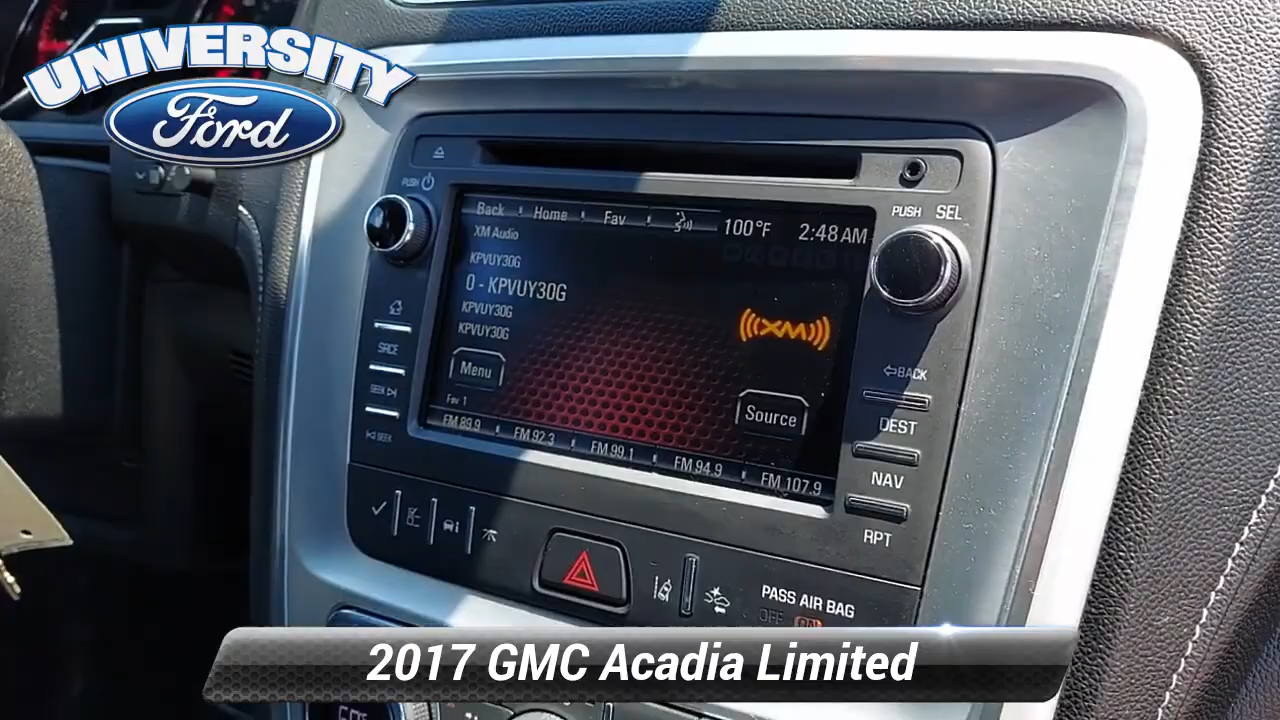 UNIVERSITY
Ford
PUSH
PUSH SEL
Back Home Fav 100°F 2:48 AM
XM Audio
KPVUY30G
0 - KPVUY30G
KPVUY30G
KPVUY30G
((XM))
Menu
Source
Fav 1
FM 89.9 FM 92.3 FM 99.1 FM 94.9 FM 107.9
SRCE
SEEK
SEEK
BACK
DEST
NAV
RPT
PASS AIR BAG
OFF ON
2017 GMC Acadia Limited